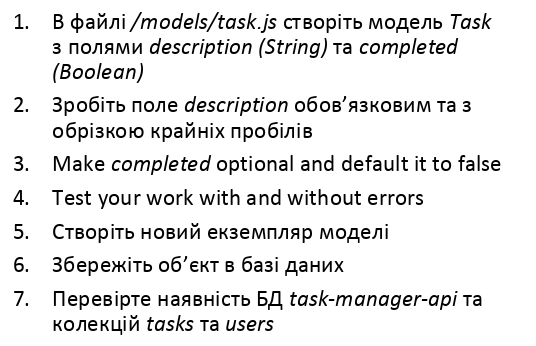 1. В файлі /models/task.js створіть модель Task
з полями description (String) та completed
(Boolean)
2. Зробіть поле description обов’язковим та з
обрізкою крайніх пробілів
3. Make completed optional and default it to false
4. Test your work with and without errors
5. Створіть новий екземпляр моделі
6. Збережіть об’єкт в базі даних
7. Перевірте наявність БД task-manager-api та
колекцій tasks та users